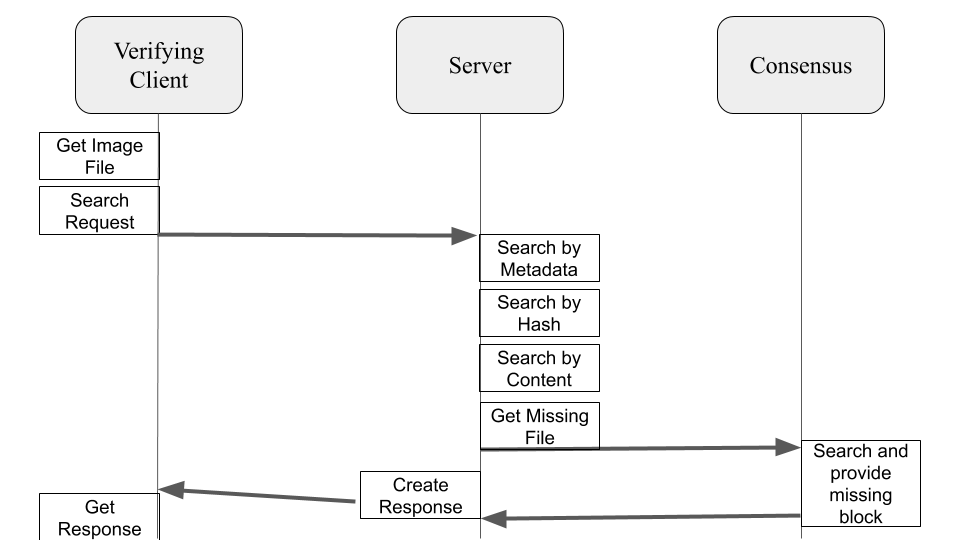 Verifying
Client
Server
Consensus
Get Image
File
Search
Request
Search by
Metadata
Search by
Hash
Search by
Content
Get Missing
File
Search and
provide
missing
block
Create
Response
Get
Response